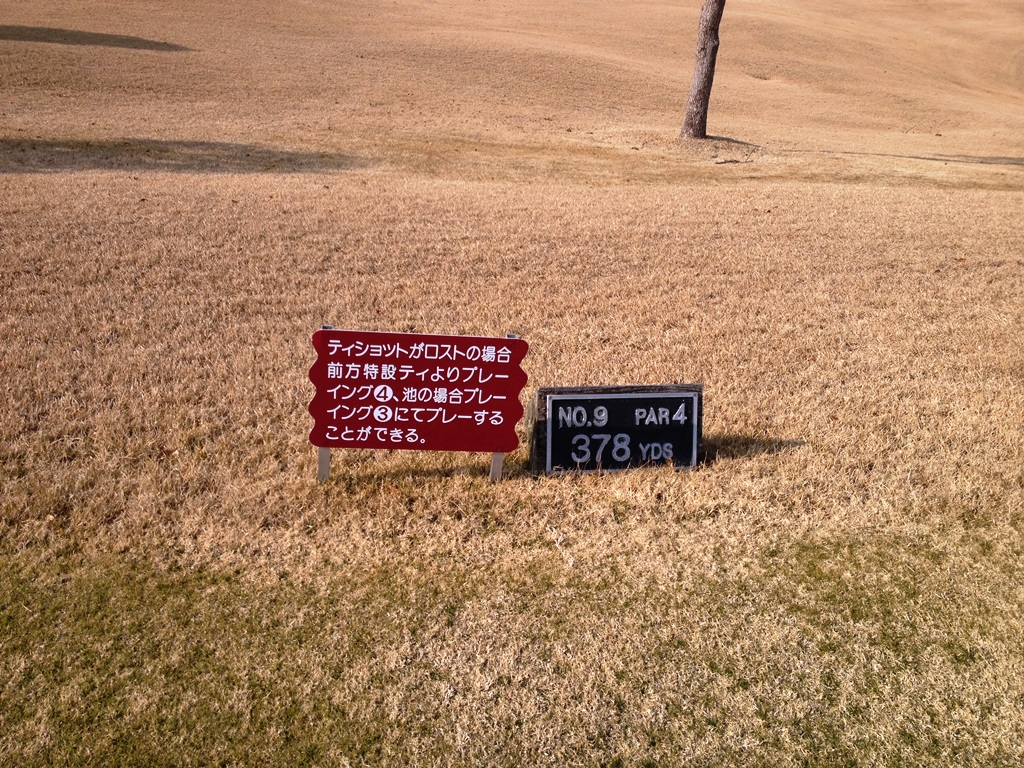 ティショットがロストの場合
前方特設ティよりプレー
イング❹、池の場合プレー
イング❸にてプレーする
ことができる。
NO.9 PAR4
378 YDS